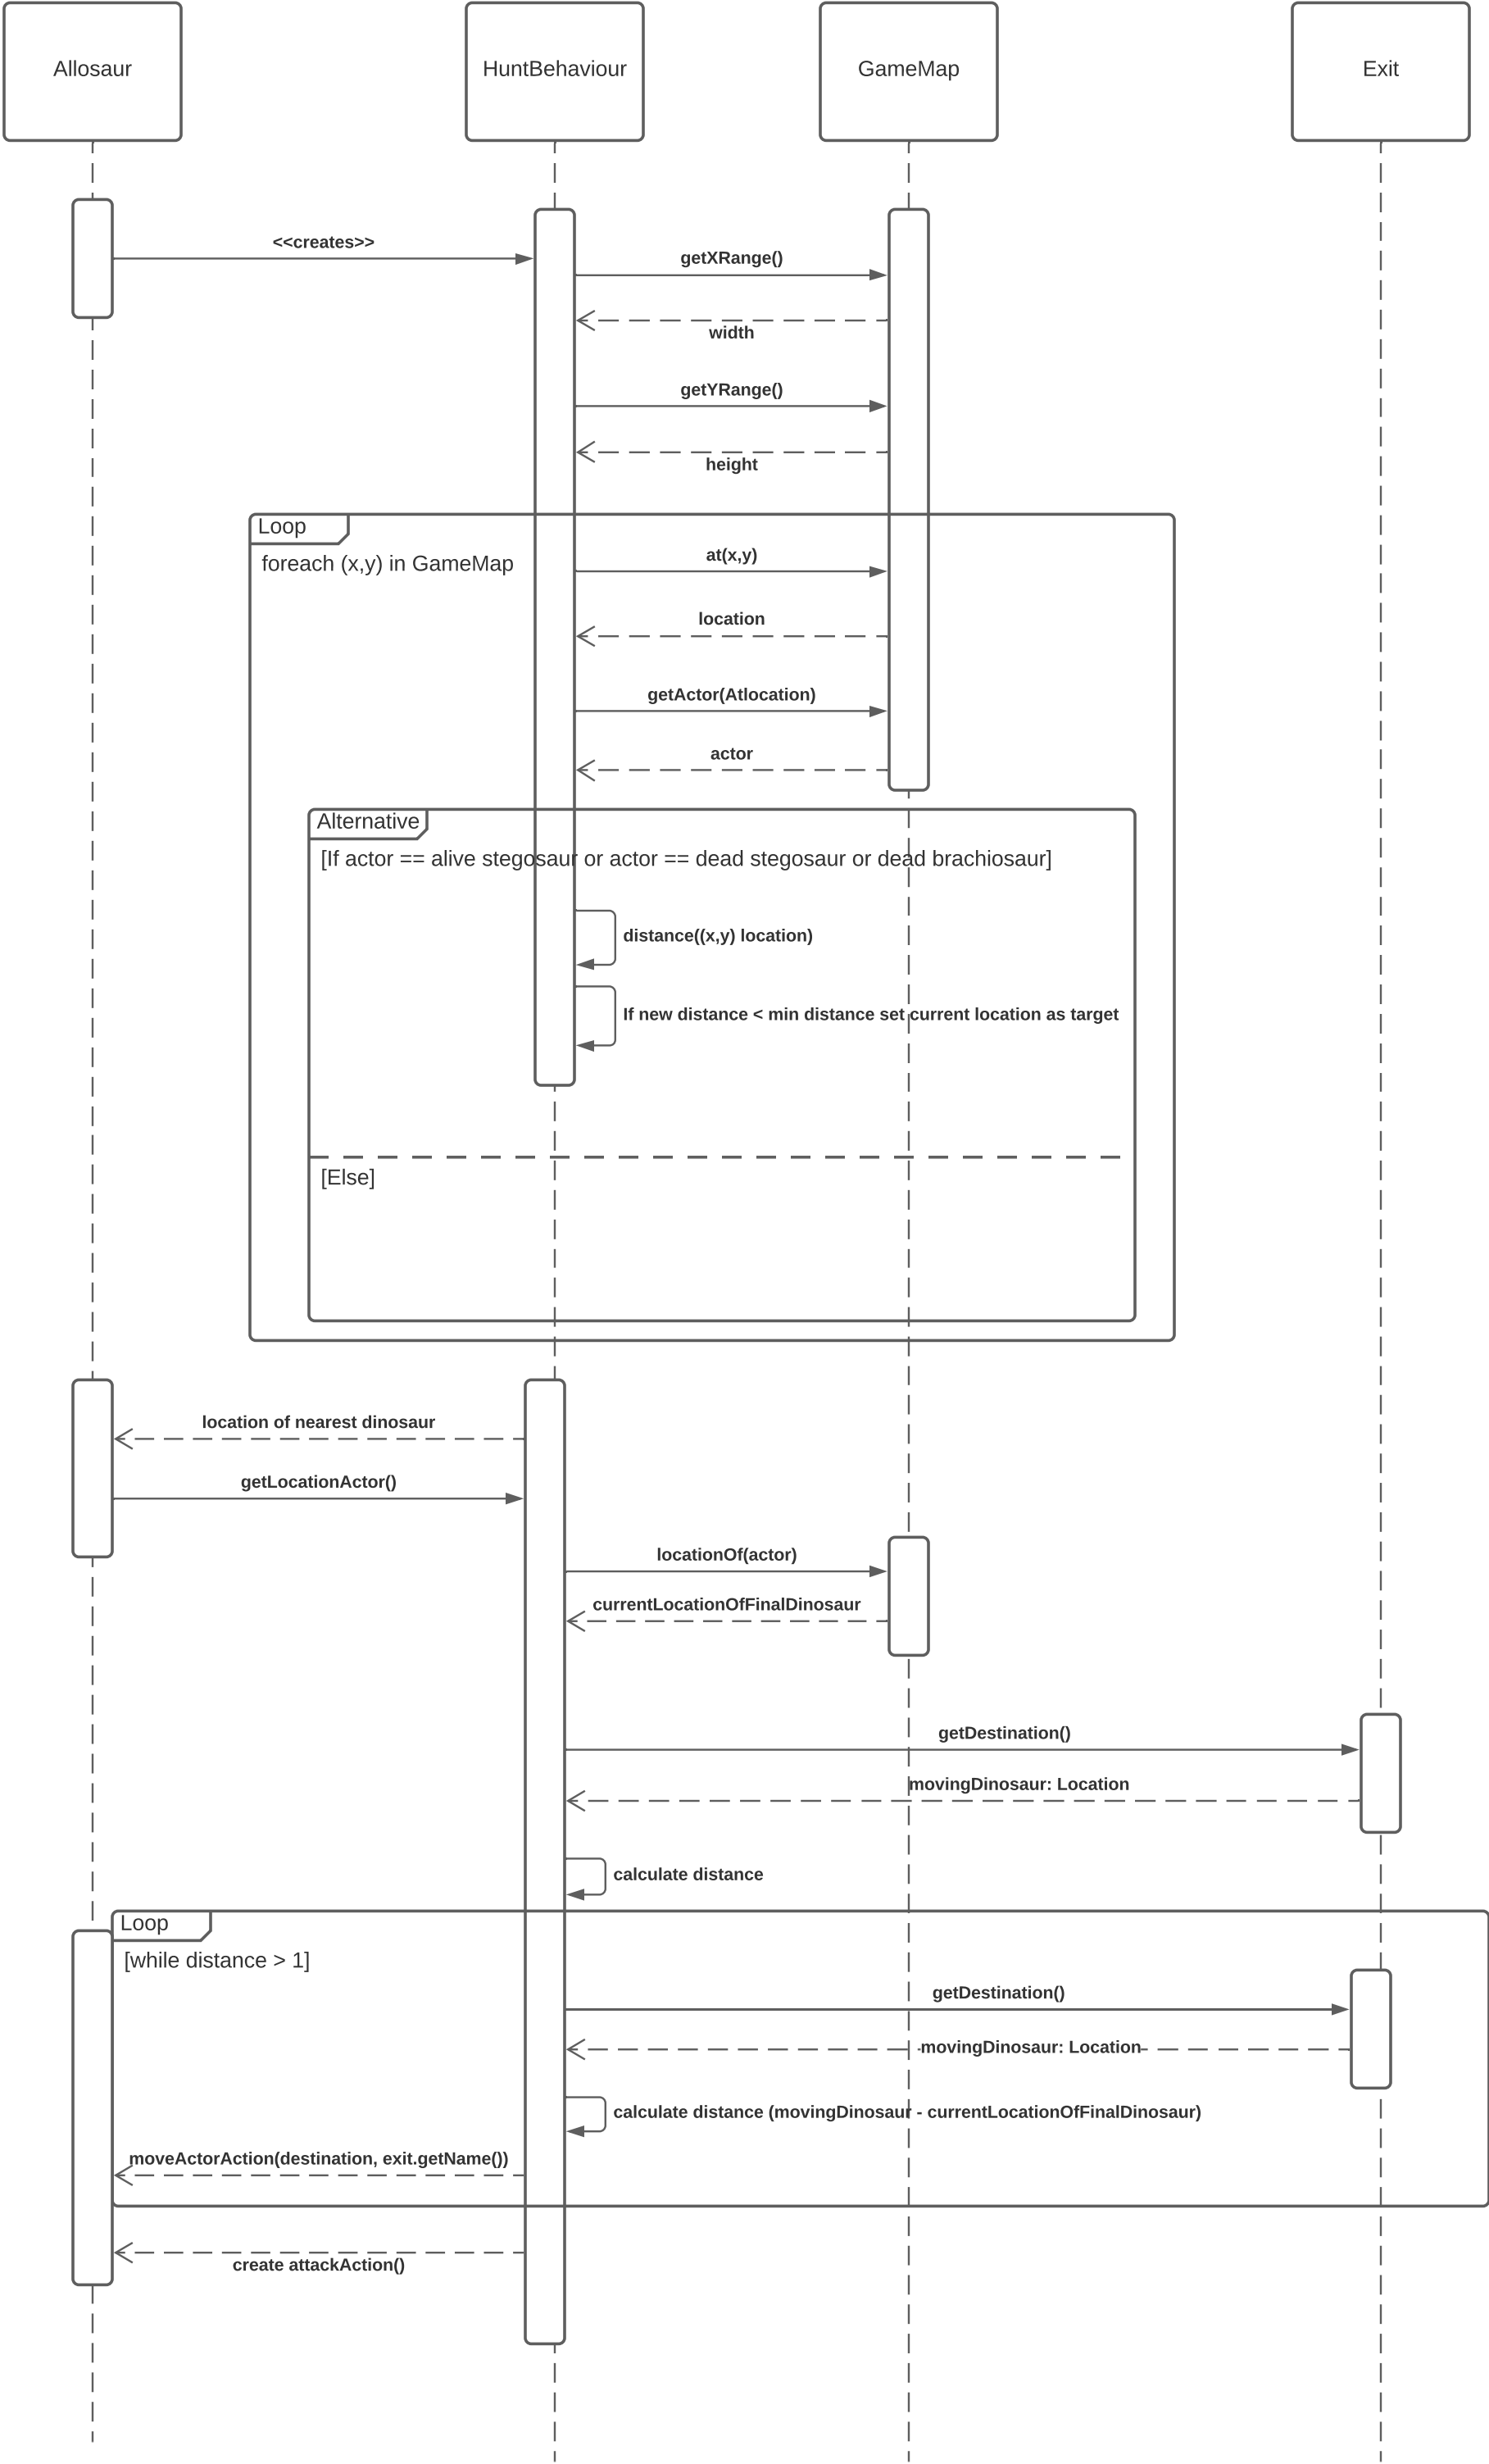 Allosaur
HuntBehaviour
GameMap
Exit
<<creates>>
getXRange()
width
getYRange()
height
Loop
foreach (x,y) in GameMap
at(x,y)
location
getActor(Atlocation)
actor
Alternative
[If actor == alive stegosaur or actor == dead stegosaur or dead brachiosaur]
distance((x,y) location)
If new distance < min distance set current location as target
[Else]
location of nearest dinosaur
getLocationActor()
locationOf(actor)
currentLocationOfFinalDinosaur
getDestination()
movingDinosaur: Location
calculate distance
Loop
[while distance > 1]
getDestination()
movingDinosaur: Location
calculate distance (movingDinosaur - currentLocationOfFinalDinosaur)
moveActorAction(destination, exit.getName())
create attackAction()